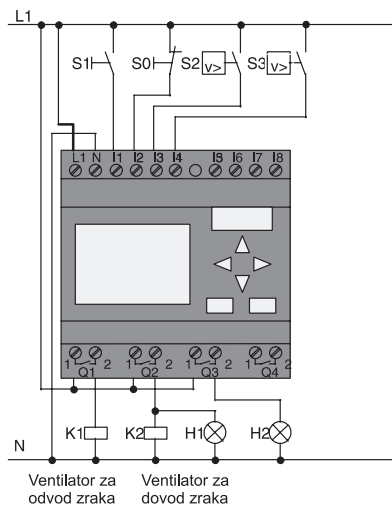 L1
S1 S0 S2 v> S3 v>
L1 N I1 I2 I3 I4 I5 I6 I7 I8
1 2 1 2 1 2 1 2
Q1 Q2 Q3 Q4
K1 K2 H1 H2
N
Ventilator za Ventilator za
odvod zraka dovod zraka